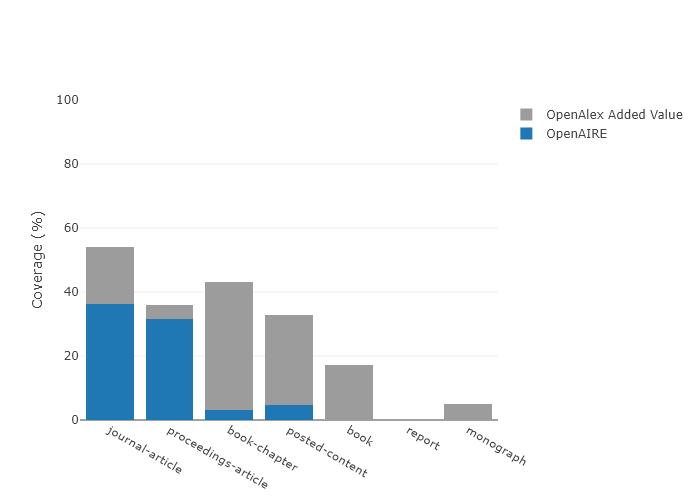 100
80
60
40
20
0
Coverage (%)
OpenAlex Added Value
OpenAIRE
journal-article
proceedings-article
book-chapter
posted-content
book
report
monograph